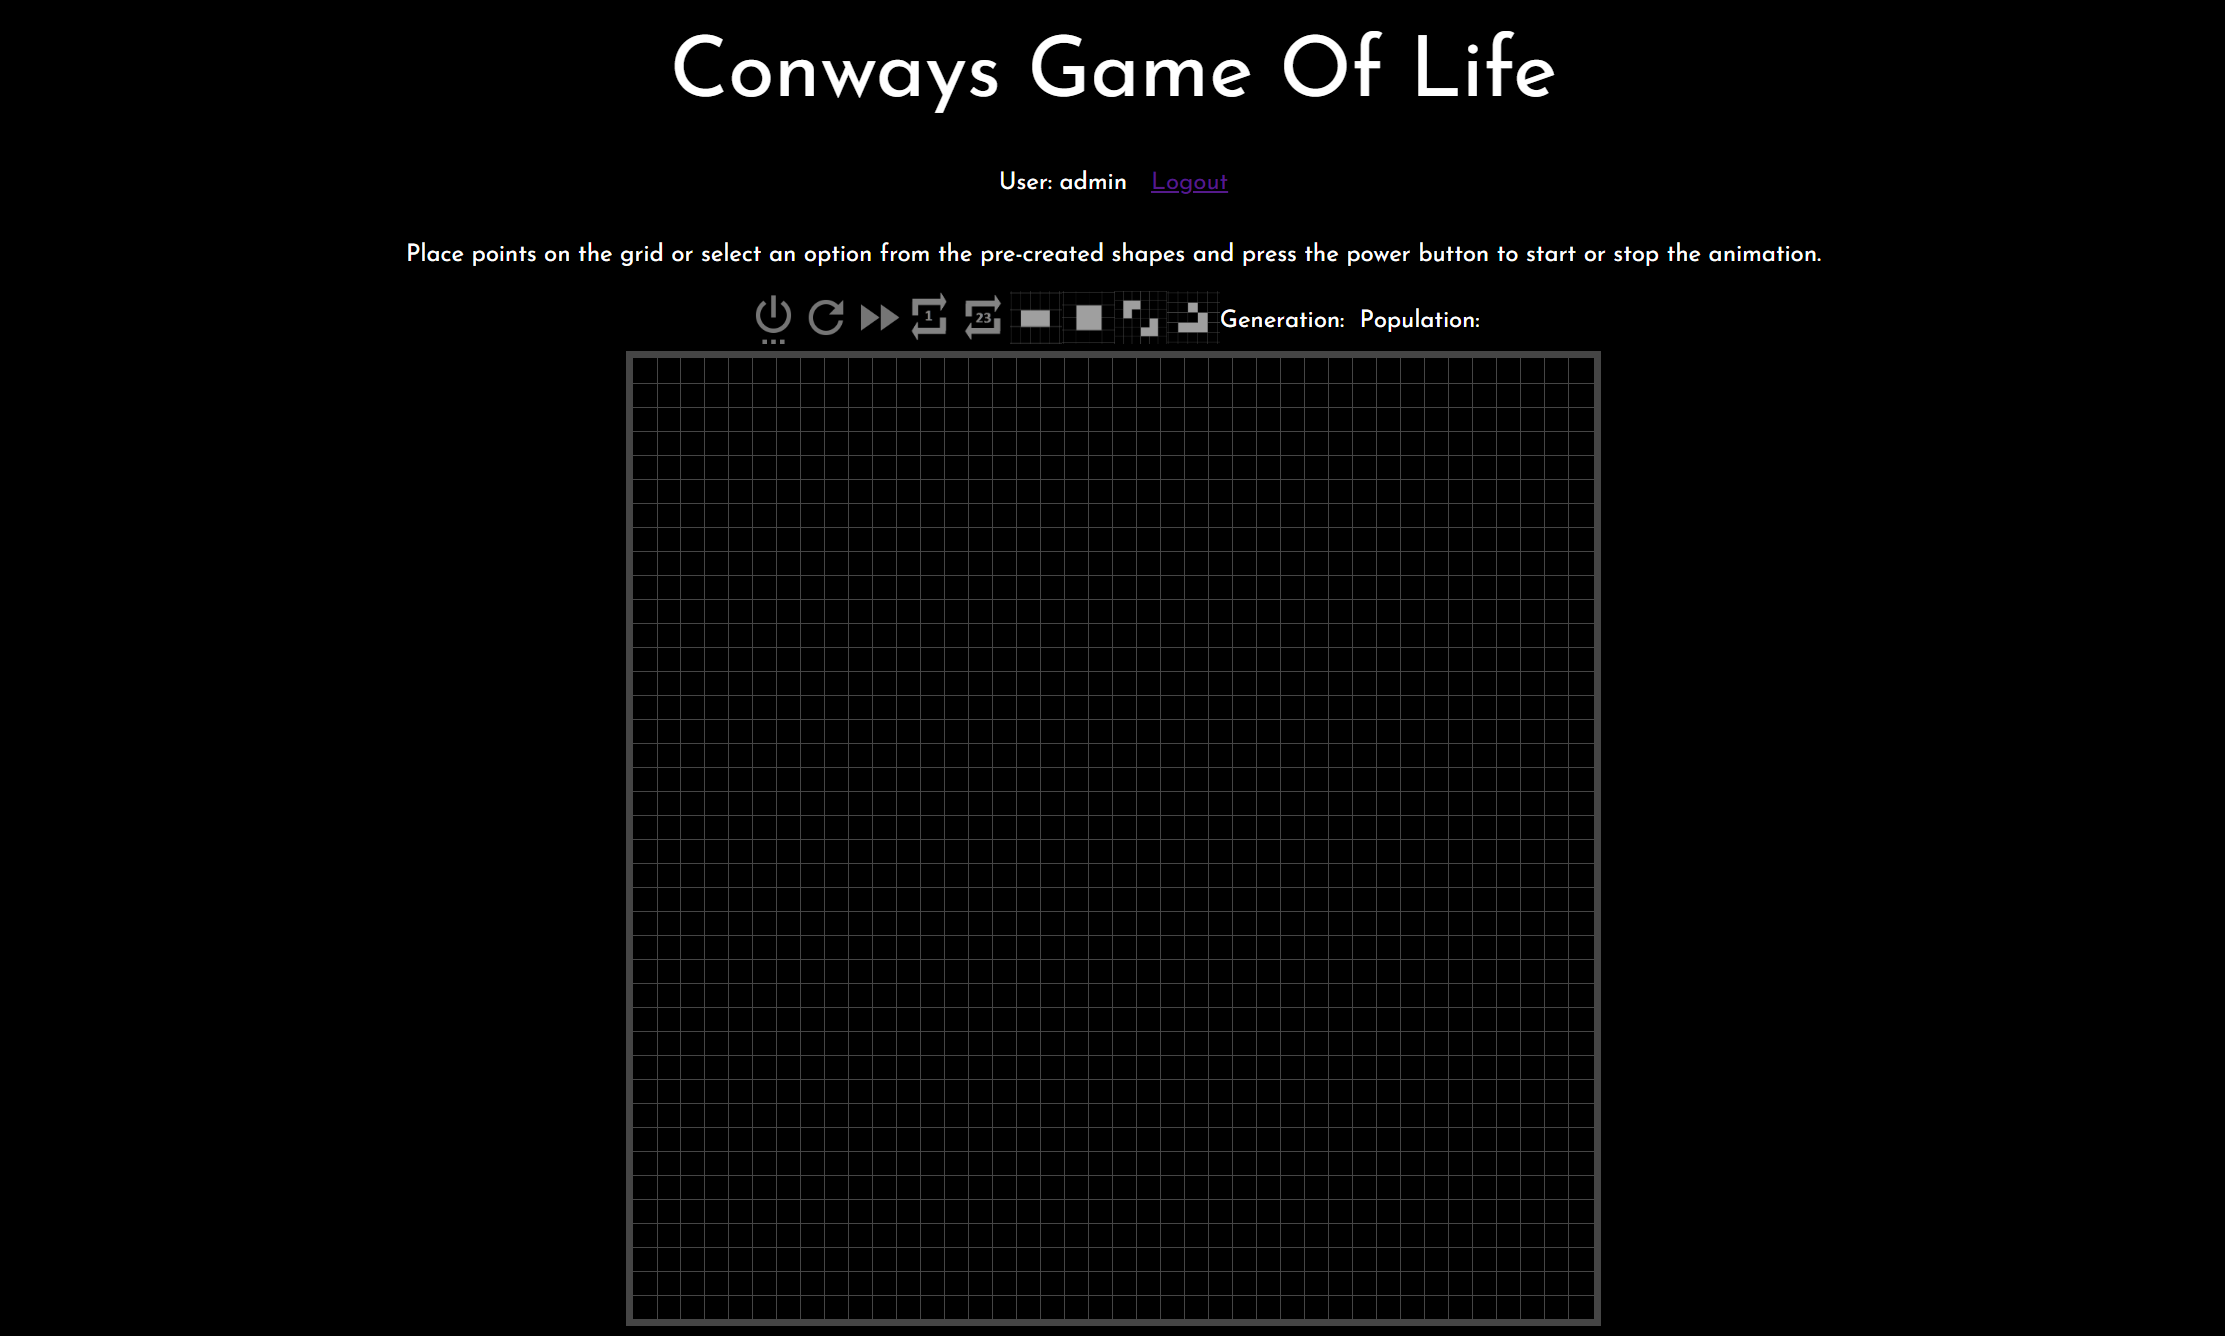 Conways Game Of Life
User: admin Logout
Place points on the grid or select an option from the pre-created shapes and press the power button to start or stop the animation.
1 23 Generation: Population: